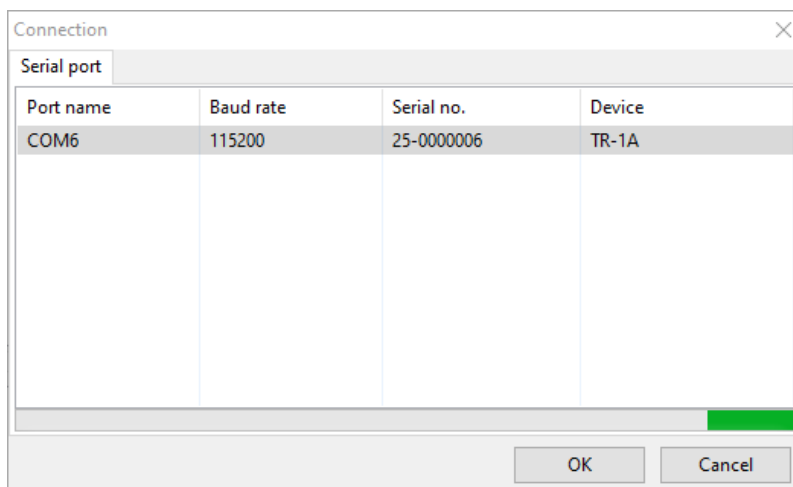 Connection
Serial port
Port name Baud rate Serial no. Device
COM6 115200 25-0000006 TR-1A
OK Cancel